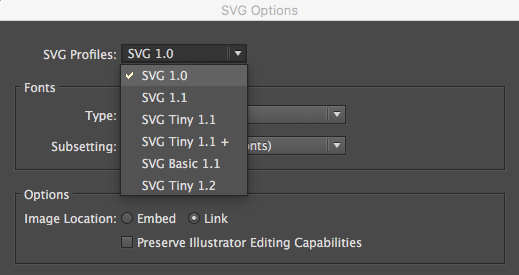 SVG Options
SVG Profiles: SVG 1.0
SVG 1.0
SVG 1.1
Fonts
Type:
SVG Tiny 1.1
Subsetting:
SVG Tiny 1.1 +
SVG Basic 1.1
SVG Tiny 1.2
Options
Image Location: Embed Link
Preserve Illustrator Editing Capabilities